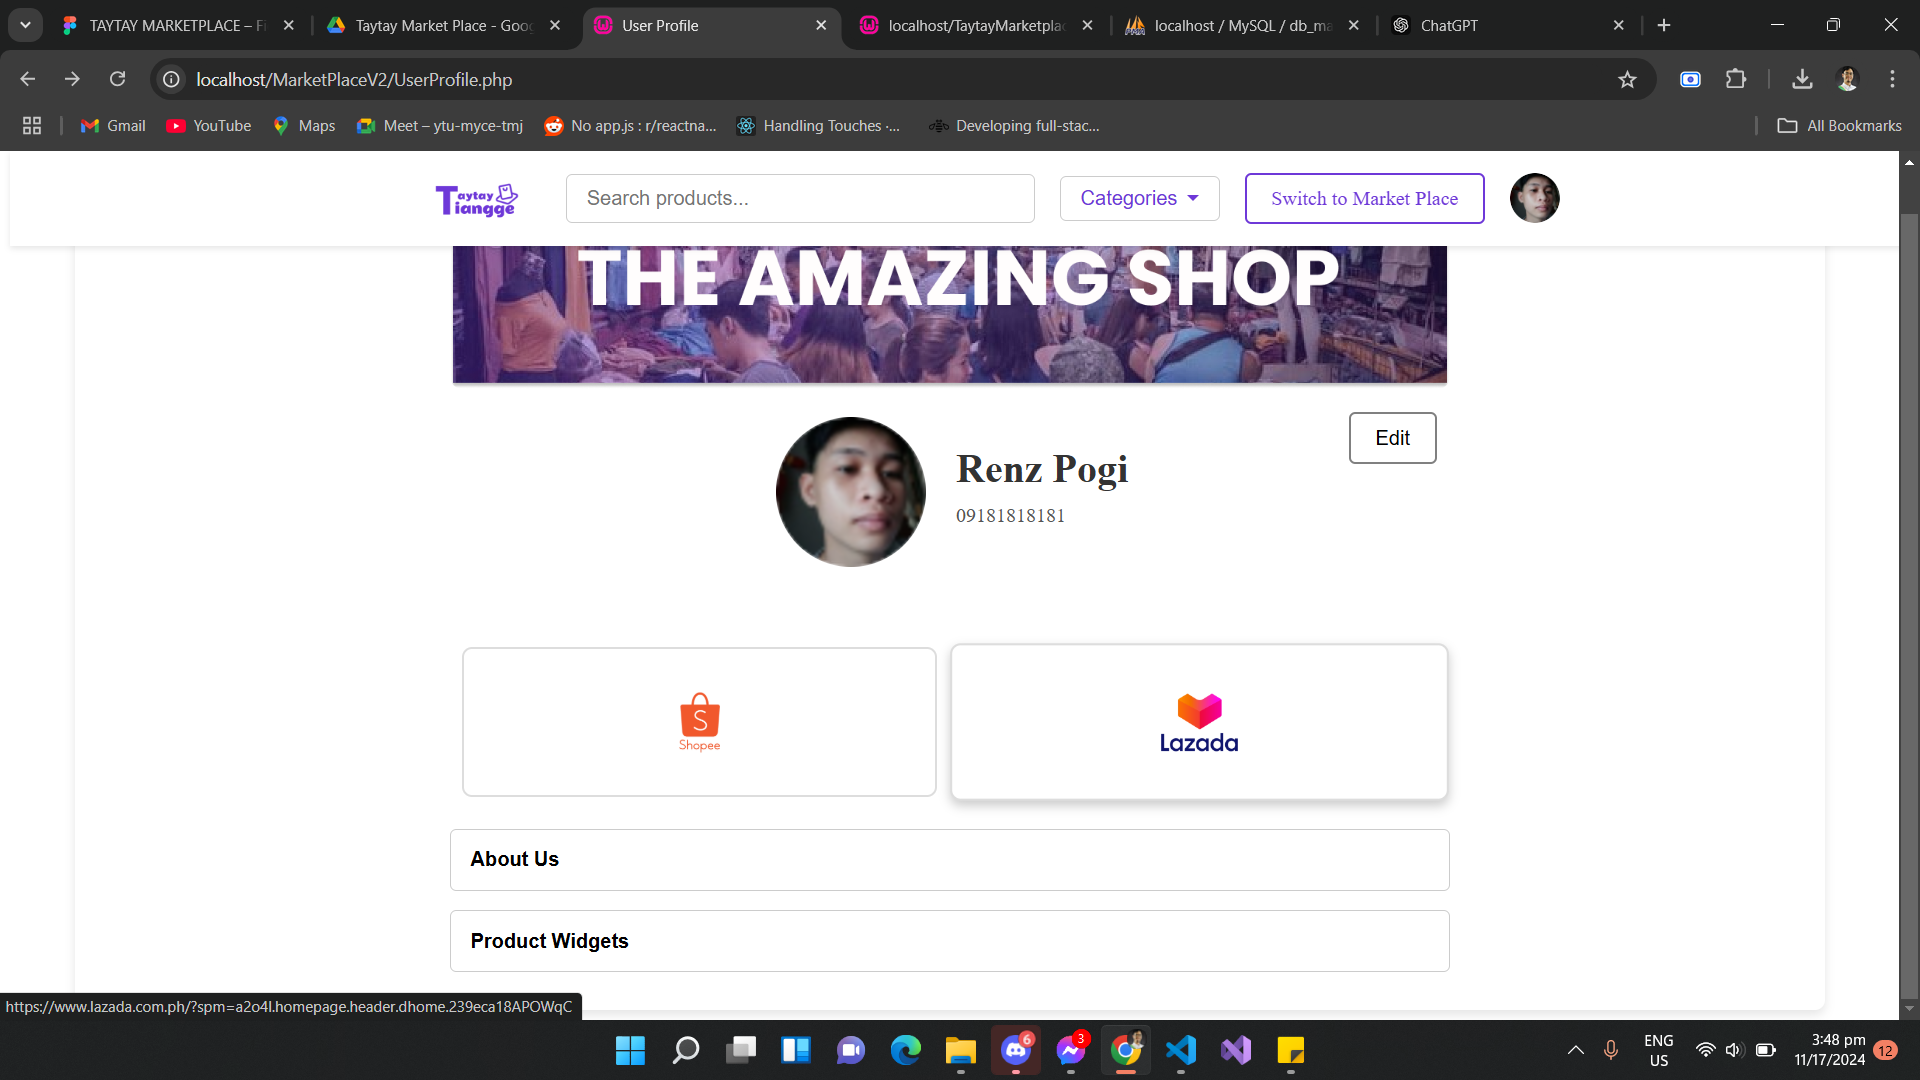 TAYTAY MARKETPLACE – Fi
Taytay Market Place - Goog
User Profile
localhost/TaytayMarketplac
localhost / MySQL / db_ma
ChatGPT
localhost/MarketPlaceV2/UserProfile.php
Gmail
YouTube
Maps
Meet – ytu-myce-tmj
No app.js : r/reactna...
Handling Touches ·...
Developing full-stac...
All Bookmarks
Taytay
Tiangge
Search products...
Categories
Switch to Market Place
THE AMAZING SHOP
Renz Pogi
09181818181
Edit
S
Shopee
Lazada
About Us
Product Widgets
https://www.lazada.com.ph/?spm=a2o4l.homepage.header.dhome.239eca18APOWqC
6
3
ENG
US
3:48 pm
11/17/2024
12